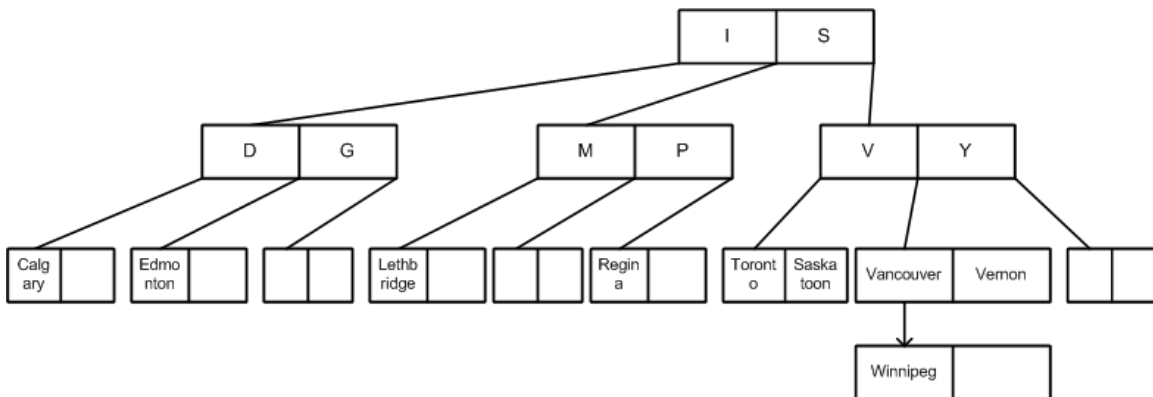 I S
D G M P V Y
Calg
ary
Edmo
nton
Lethb
ridge
Regin
a
Toront
o
Saska
toon
Vancouver
Vernon
Winnipeg